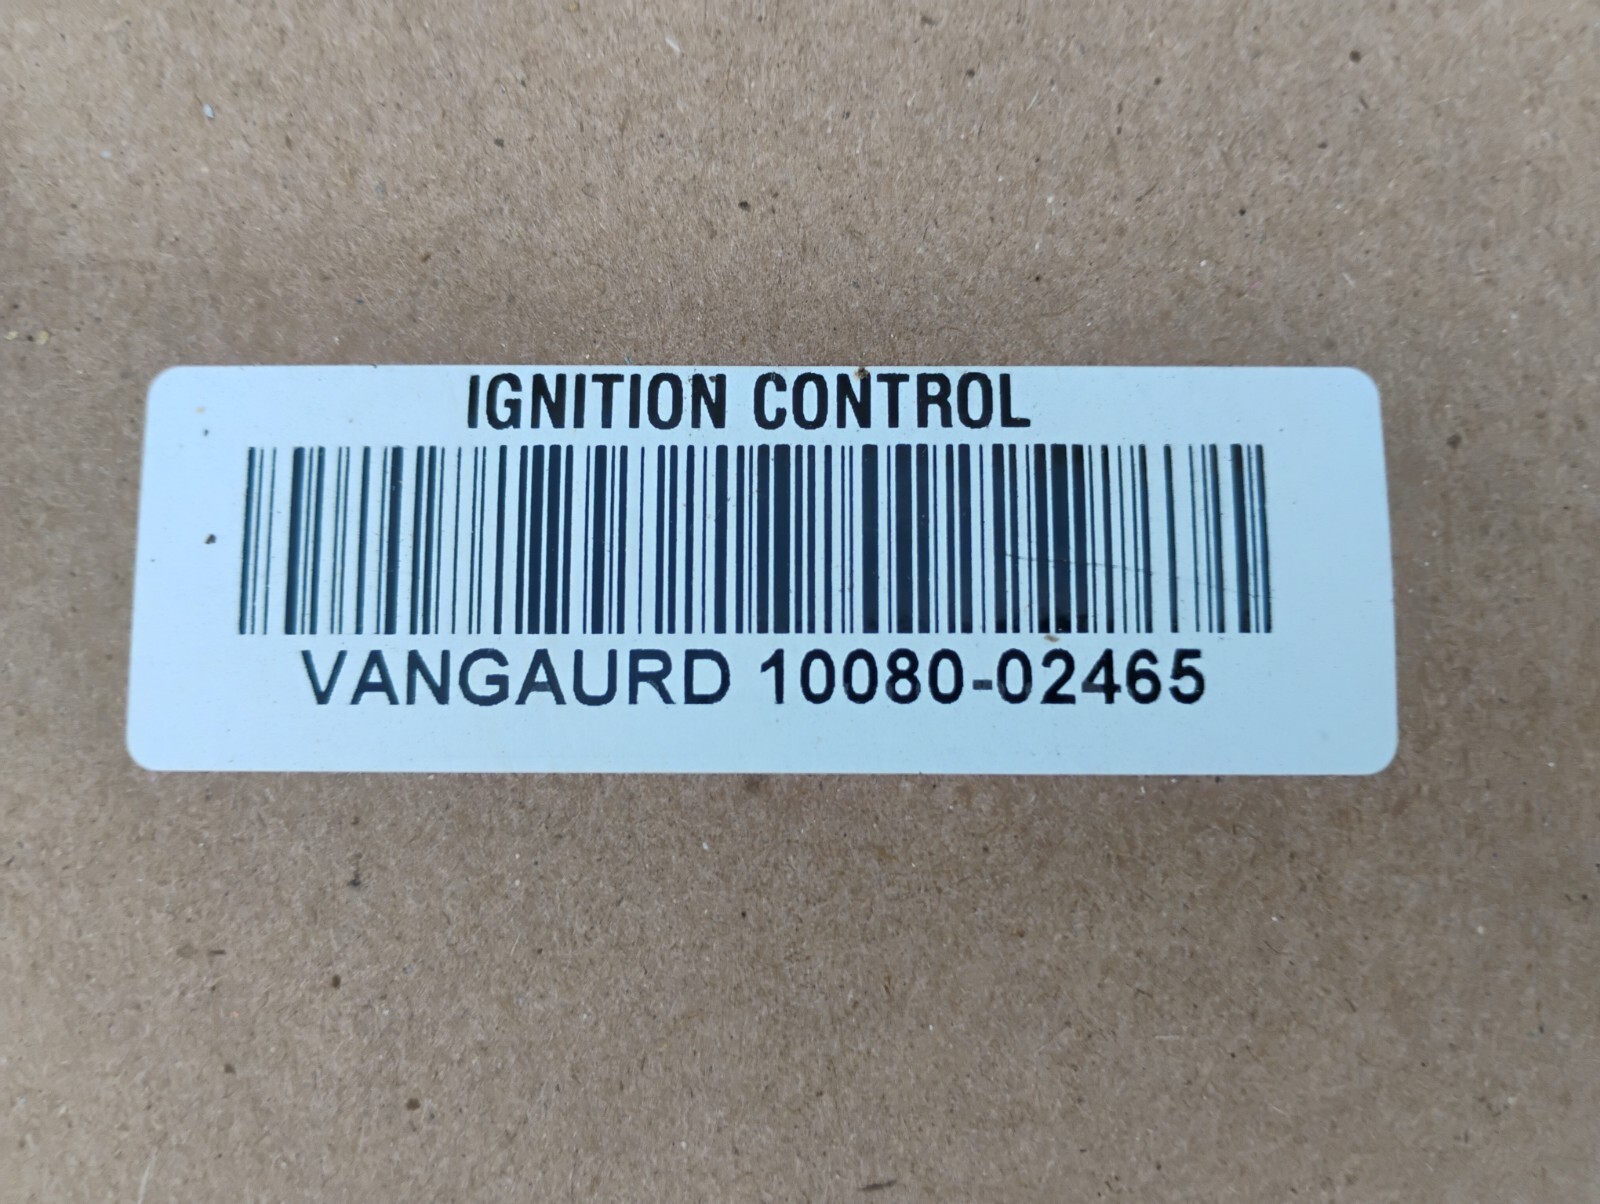 IGNITION CONTROL
VANGAURD 10080-02465